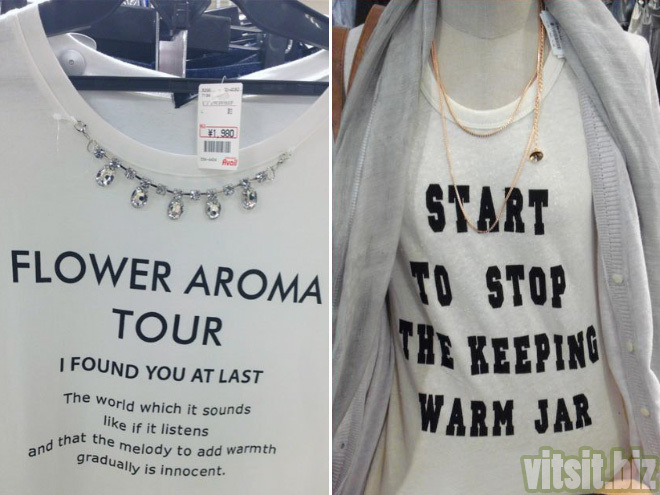 ¥1,980
Avail
FLOWER AROMA
TOUR
I FOUND YOU AT LAST
The world which it sounds
like if it listens
and that the melody to add warmth
gradually is innocent.
START
TO STOP
THE KEEPING
WARM JAR
vitsit.biz